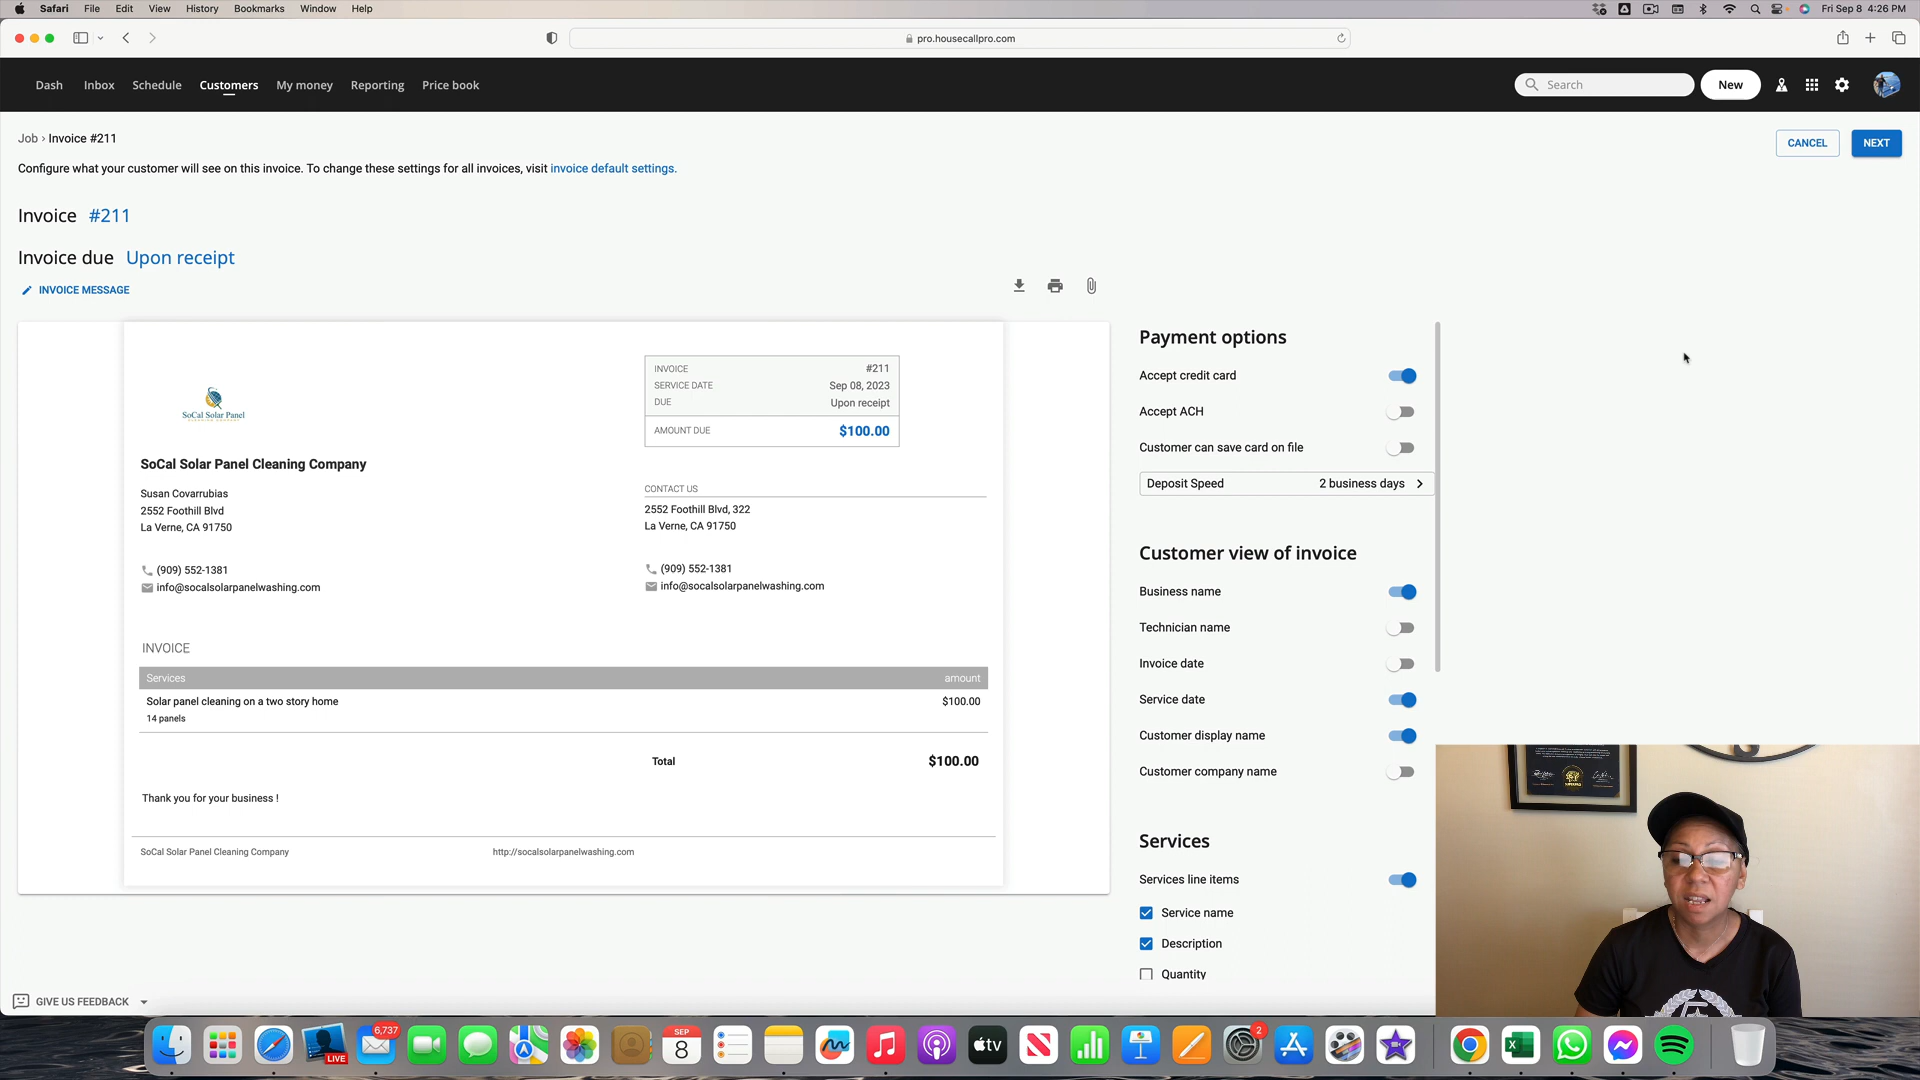 Safari File Edit View History Bookmarks Window Help Fri Sep 8 4:26 PM
pro.housecallpro.com
Dash Inbox Schedule Customers My money Reporting Price book Search New
Job › Invoice #211
CANCEL NEXT
Configure what your customer will see on this invoice. To change these settings for all invoices, visit invoice default settings.
Invoice #211
Invoice due Upon receipt
INVOICE MESSAGE
SoCal Solar Panel
INVOICE #211
SERVICE DATE Sep 08, 2023
DUE Upon receipt
AMOUNT DUE $100.00
SoCal Solar Panel Cleaning Company
Susan Covarrubias
2552 Foothill Blvd
La Verne, CA 91750
(909) 552-1381
info@socalsolarpanelwashing.com
CONTACT US
2552 Foothill Blvd, 322
La Verne, CA 91750
(909) 552-1381
info@socalsolarpanelwashing.com
INVOICE
Services amount
Solar panel cleaning on a two story home $100.00
14 panels
Total $100.00
Thank you for your business !
SoCal Solar Panel Cleaning Company http://socalsolarpanelwashing.com
Payment options
Accept credit card
Accept ACH
Customer can save card on file
Deposit Speed 2 business days
Customer view of invoice
Business name
Technician name
Invoice date
Service date
Customer display name
Customer company name
Services
Services line items
Service name
Description
Quantity
GIVE US FEEDBACK
LIVE
6,737
SEP
8
tv
2